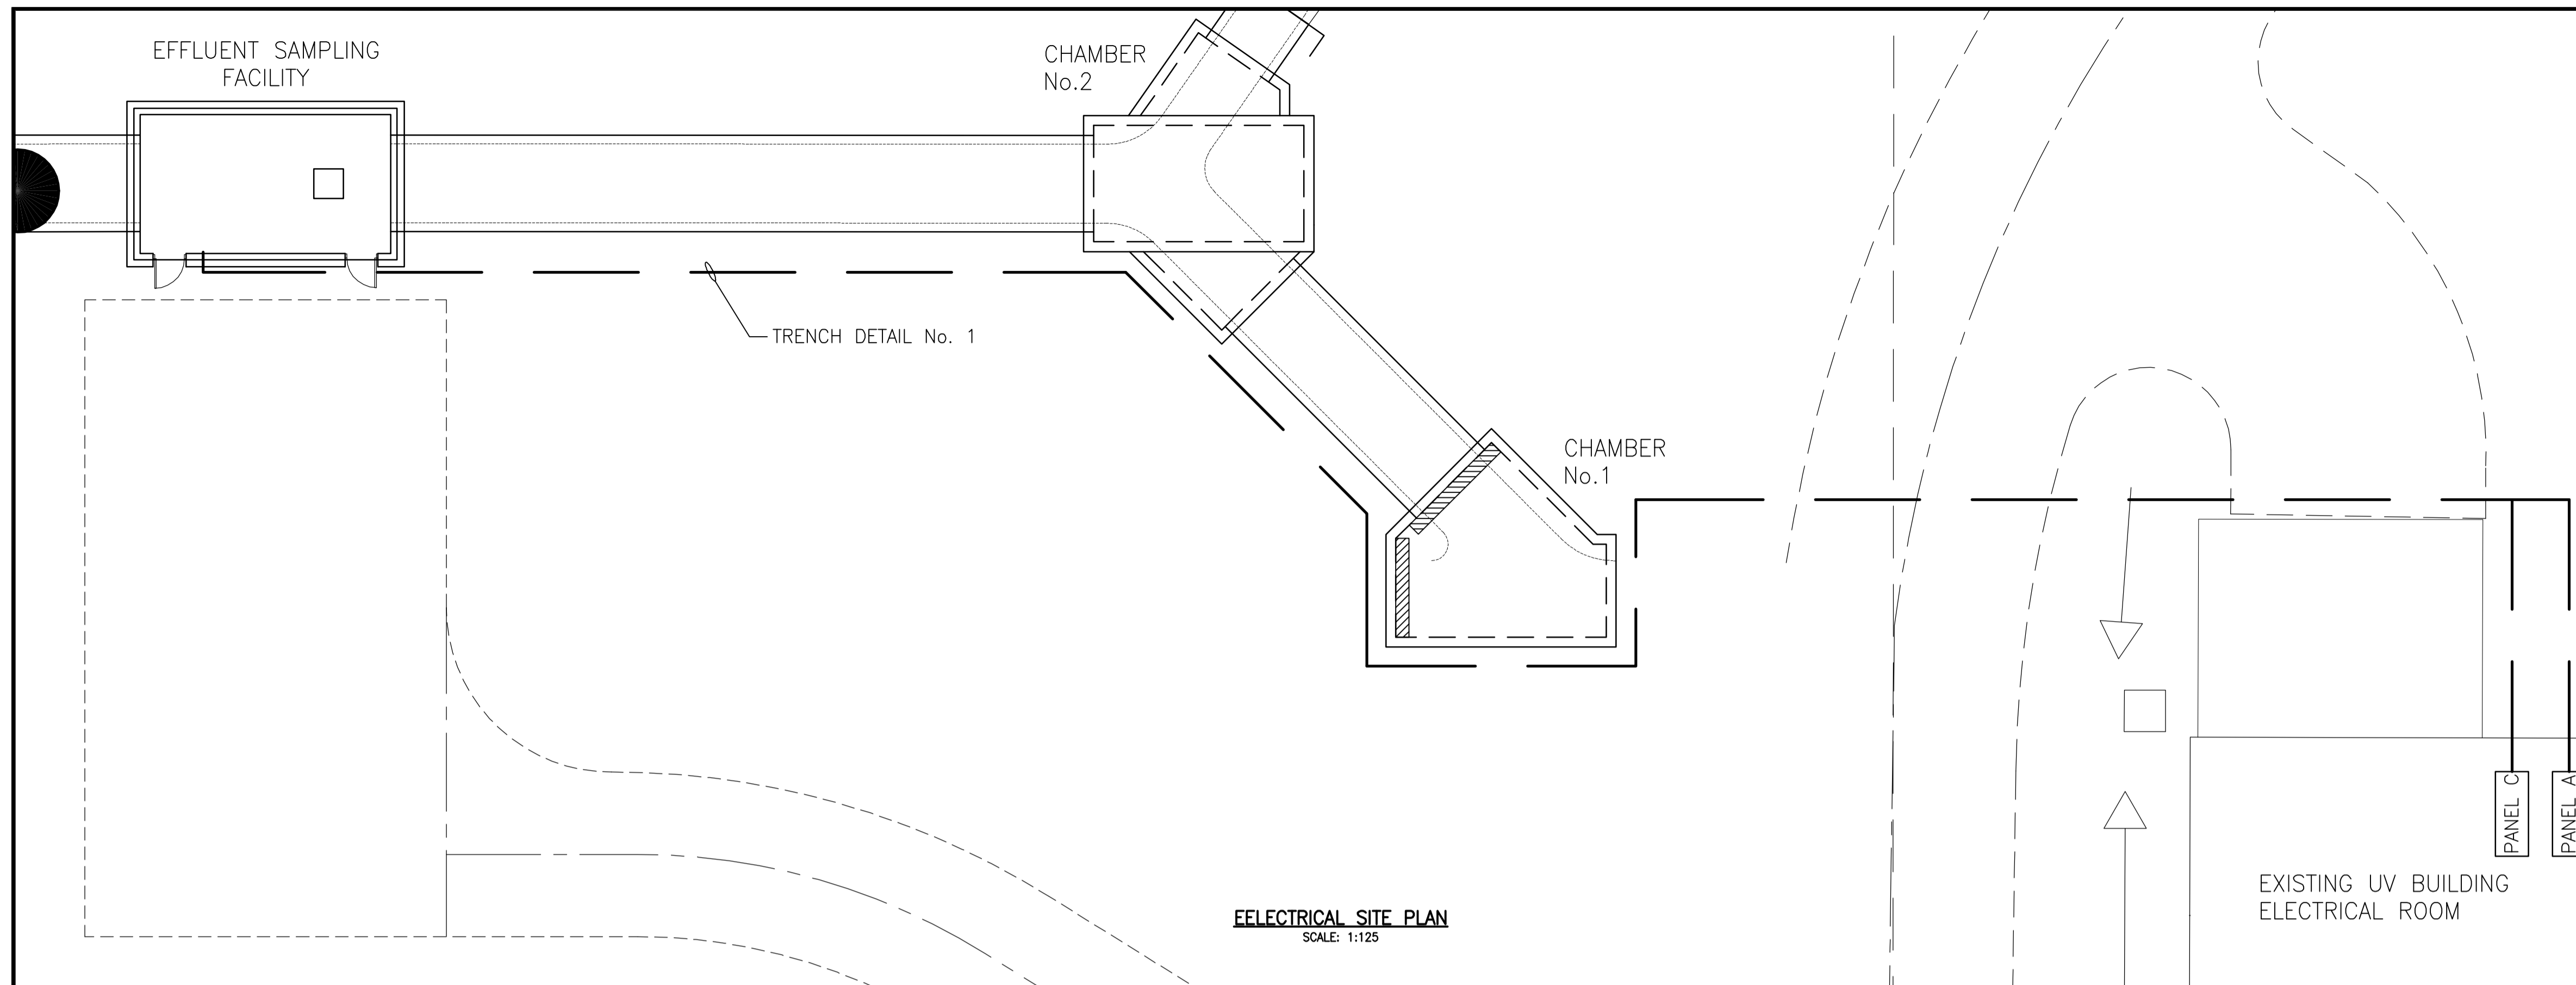 EFFLUENT SAMPLING
FACILITY
CHAMBER
No.2
TRENCH DETAIL No. 1
CHAMBER
No.1
PANEL C
PANEL A
EXISTING UV BUILDING
ELECTRICAL ROOM
EELECTRICAL SITE PLAN
SCALE: 1:125